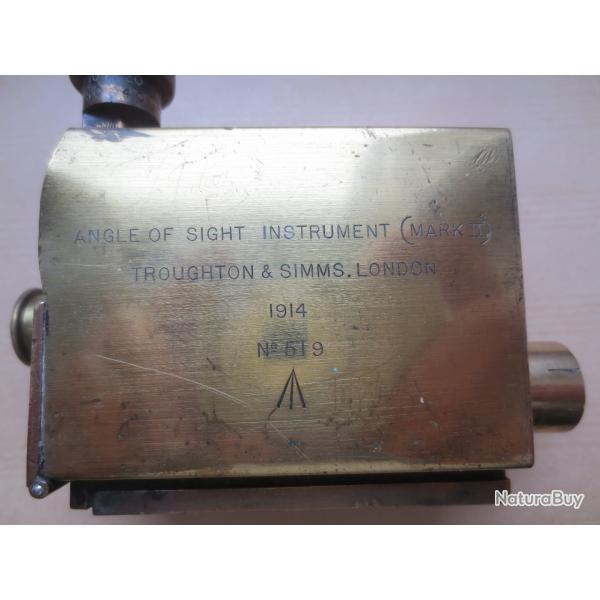 ANGLE OF SIGHT INSTRUMENT (MARK II)
TROUGHTON & SIMMS. LONDON
1914
No 519
NaturaBuy